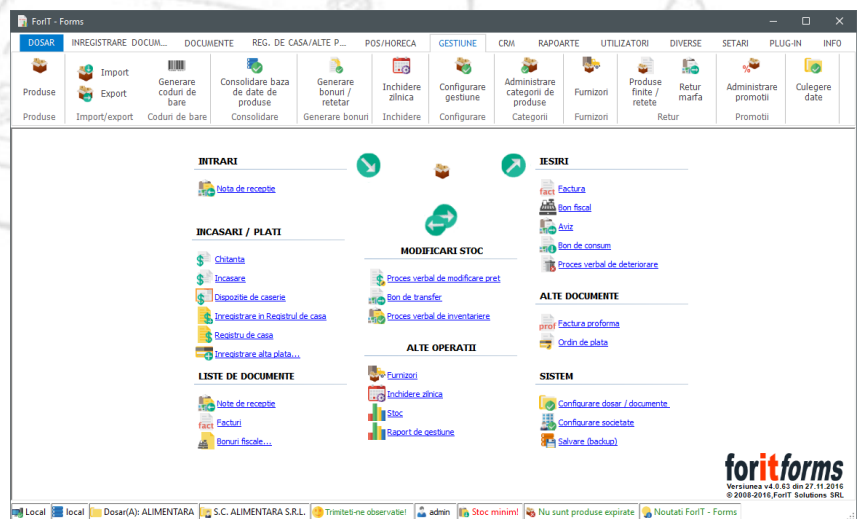 ForIT - Forms
DOSAR INREGISTRARE DOCUM... DOCUMENTE REG. DE CASA/ALTE P... POS/HORECA GESTIUNE CRM RAPOARTE UTILIZATORI DIVERSE SETARI PLUG-IN INFO
Produse
Import
Export
Generare
coduri de
bare
Consolidare baza
de date de
produse
Generare
bonuri /
retetar
Inchidere
zilnica
Configurare
gestiune
Administrare
categorii de
produse
Furnizori
Produse
finite /
retete
Retur
marfa
Administrare
promotii
Culegere
date
Produse Import/export Coduri de bare Consolidare Generare bonuri Inchidere Configurare Categorii Furnizori Retur Promotii
INTRARI
Nota de receptie
INCASARI / PLATI
Chitanta
Incasare
Dispozitie de caserie
Inregistrare in Registrul de casa
Registru de casa
Inregistrare alta plata...
LISTE DE DOCUMENTE
Note de receptie
fact Facturi
Bonuri fiscale...
MODIFICARI STOC
Proces verbal de modificare pret
Bon de transfer
Proces verbal de inventariere
ALTE OPERATII
Furnizori
Inchidere zilnica
Stoc
Raport de gestiune
IESIRI
fact Factura
Bon fiscal
Aviz
Bon de consum
Proces verbal de deteriorare
ALTE DOCUMENTE
prof Factura proforma
Ordin de plata
SISTEM
Configurare dosar / documente
Configurare societate
Salvare (backup)
foritforms
Versiunea v4.0.63 din 27.11.2016
© 2008-2016,ForIT Solutions SRL
Local local Dosar(A): ALIMENTARA S.C. ALIMENTARA S.R.L. Trimiteti-ne observatie! admin Stoc minim! Nu sunt produse expirate Noutati ForIT - Forms